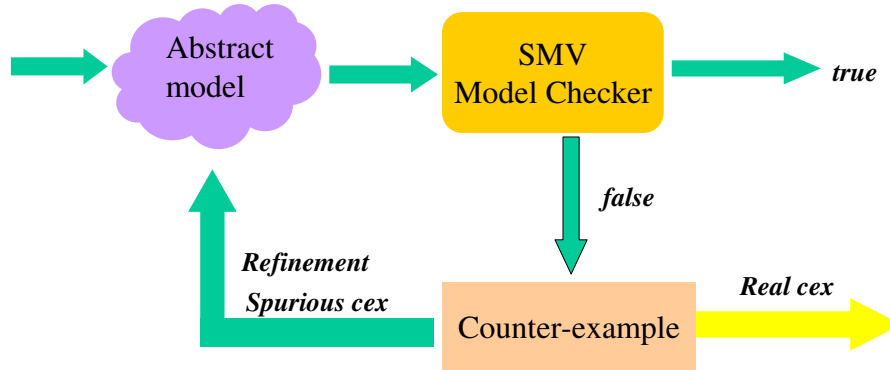 Abstract
model
SMV
Model Checker
true
false
Refinement
Spurious cex
Counter-example
Real cex